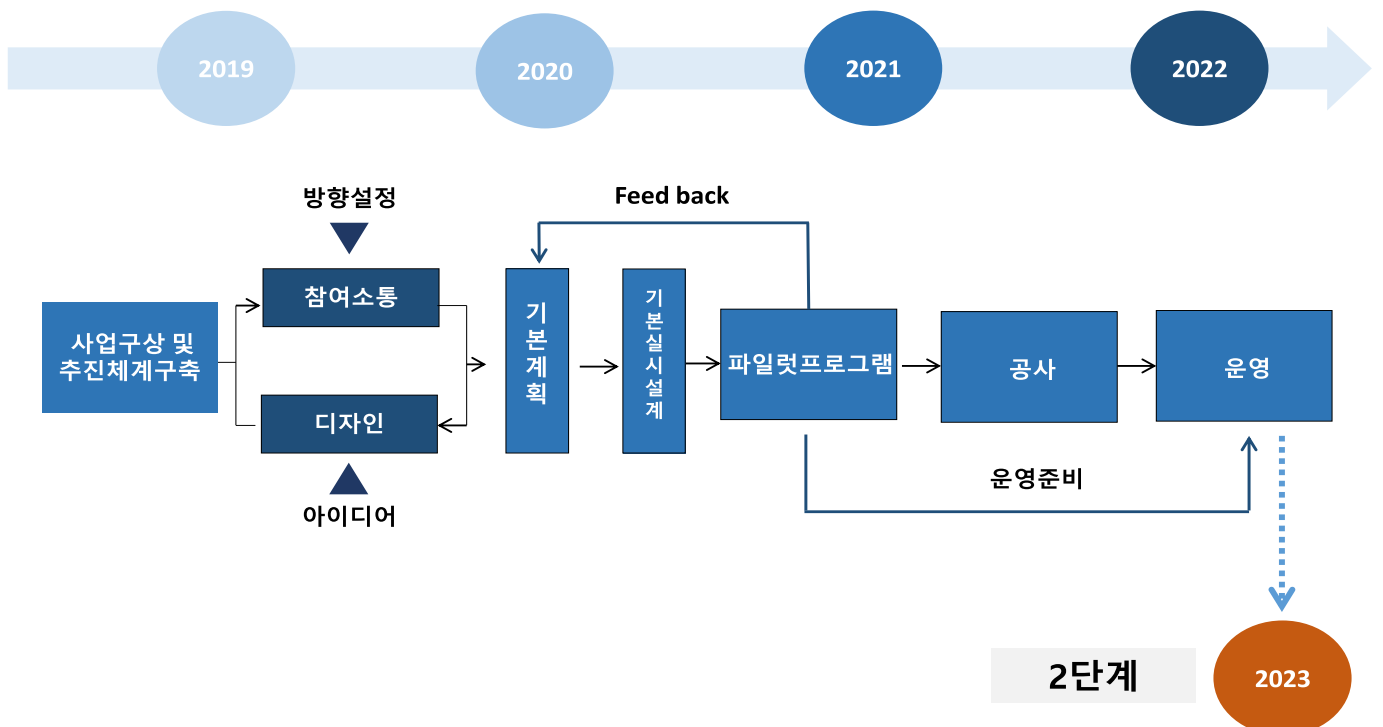 2019
2020
2021
2022
방향설정
Feed back
참여소통
사업구상 및
추진체계구축
디자인
아이디어
기본계획
기본실시설계
파일럿프로그램
공사
운영
운영준비
2단계
2023